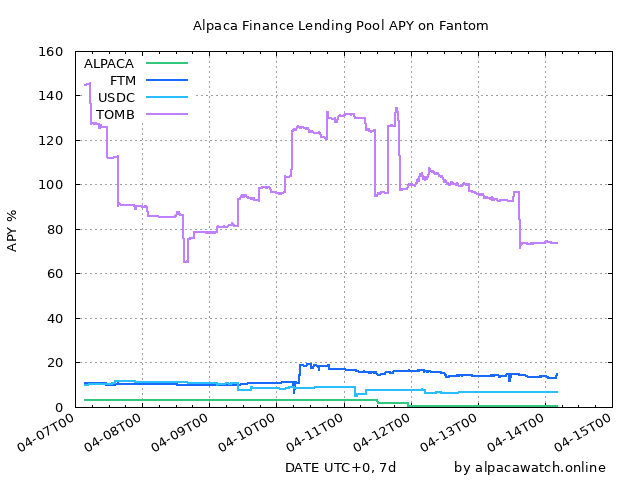 Alpaca Finance Lending Pool APY on Fantom
160
140
120
100
80
60
40
20
0
APY %
ALPACA
FTM
USDC
TOMB
04-07T00
04-08T00
04-09T00
04-10T00
04-11T00
04-12T00
04-13T00
04-14T00
04-15T00
DATE UTC+0, 7d
by alpacawatch.online